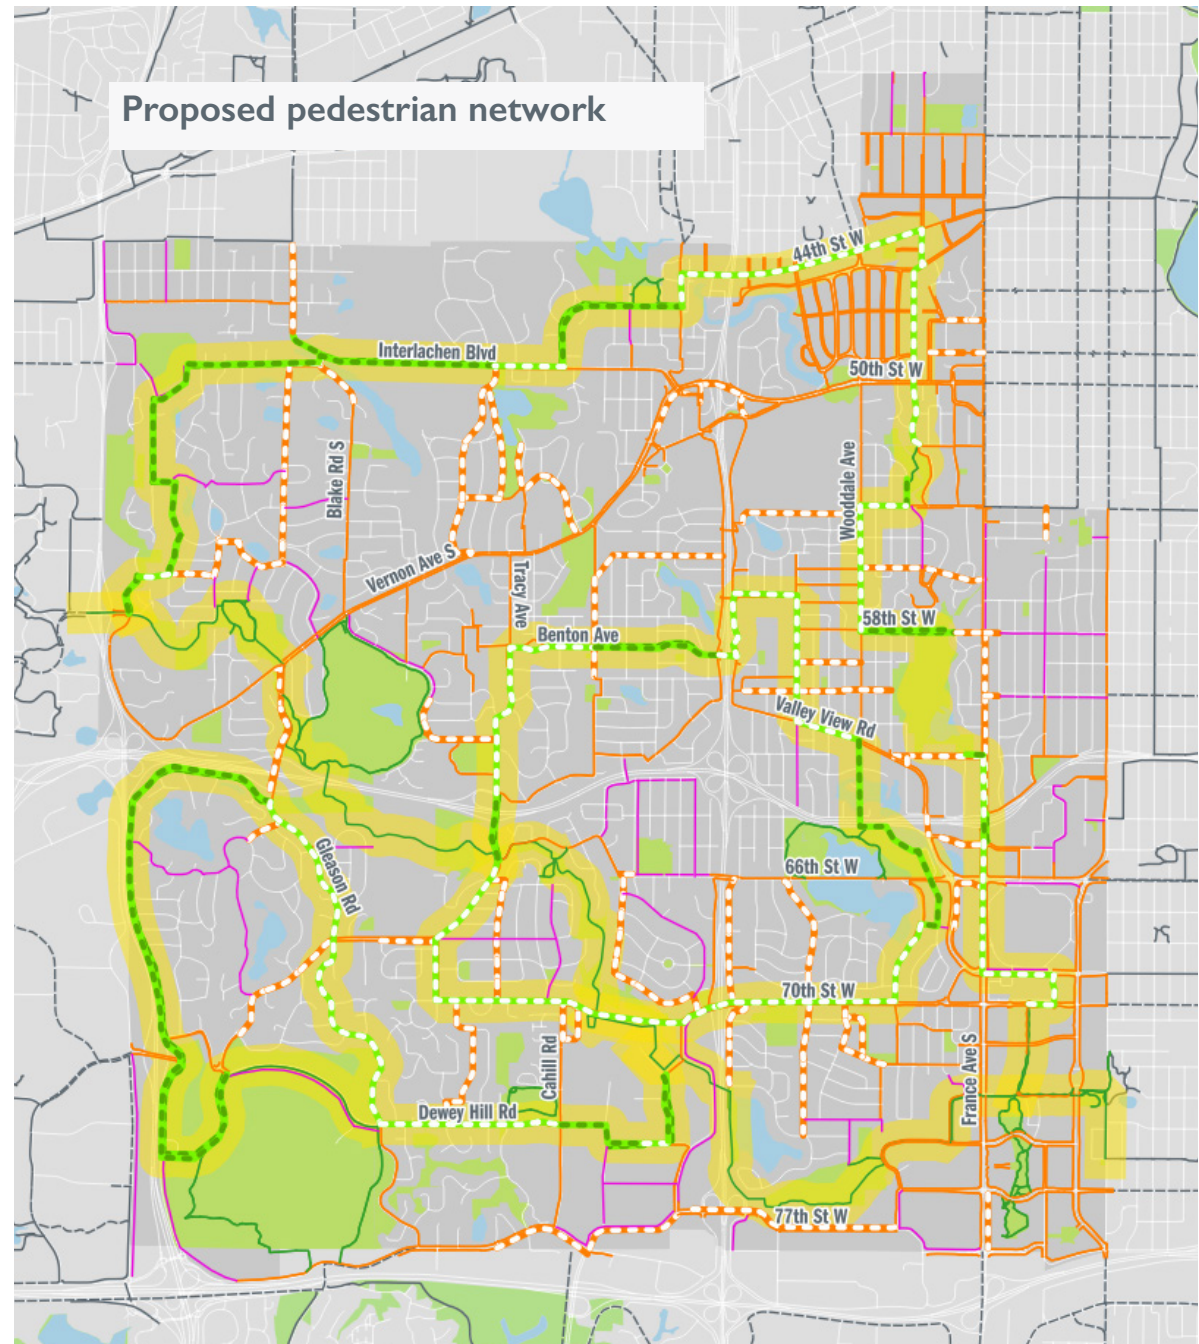 Proposed pedestrian network
44th St W
Interlachen Blvd
50th St W
Blake Rd S
Wooddale Ave
Vernon Ave S
Tracy Ave
58th St W
Benton Ave
Valley View Rd
Gleason Rd
66th St W
70th St W
Cahill Rd
France Ave S
Dewey Hill Rd
77th St W